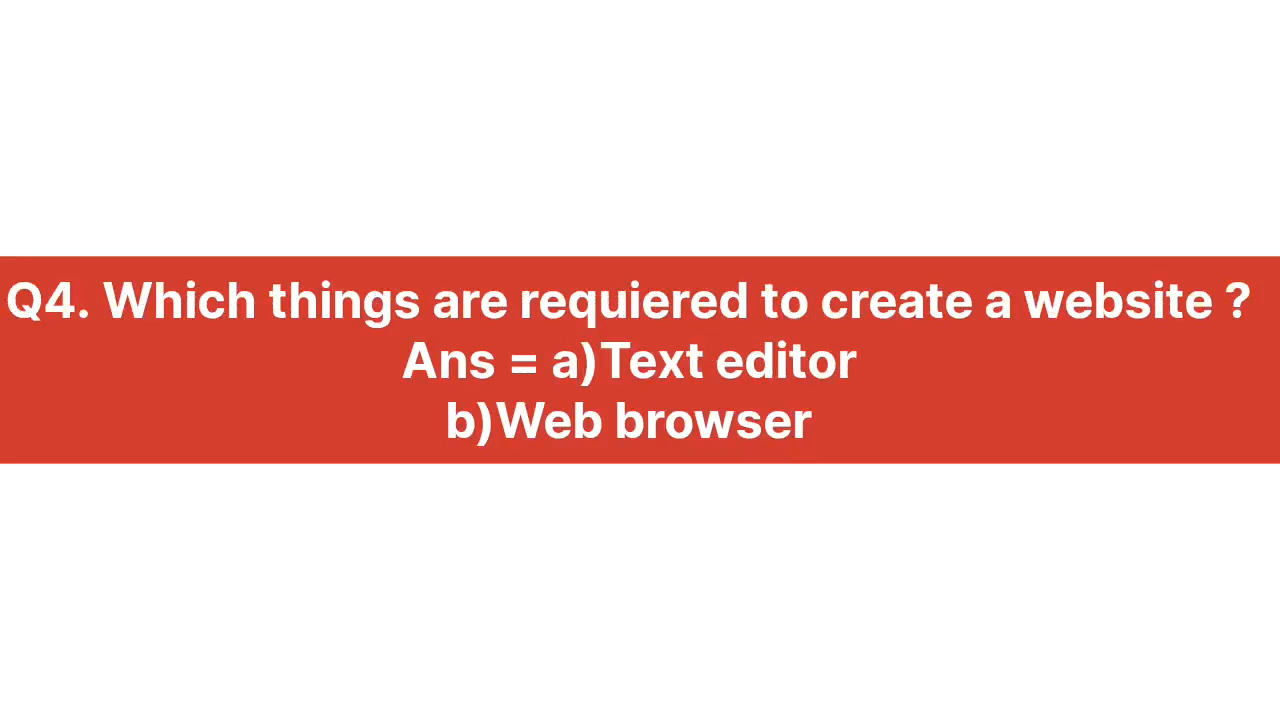 Q4. Which things are requiered to create a website ?
Ans = a)Text editor
b)Web browser